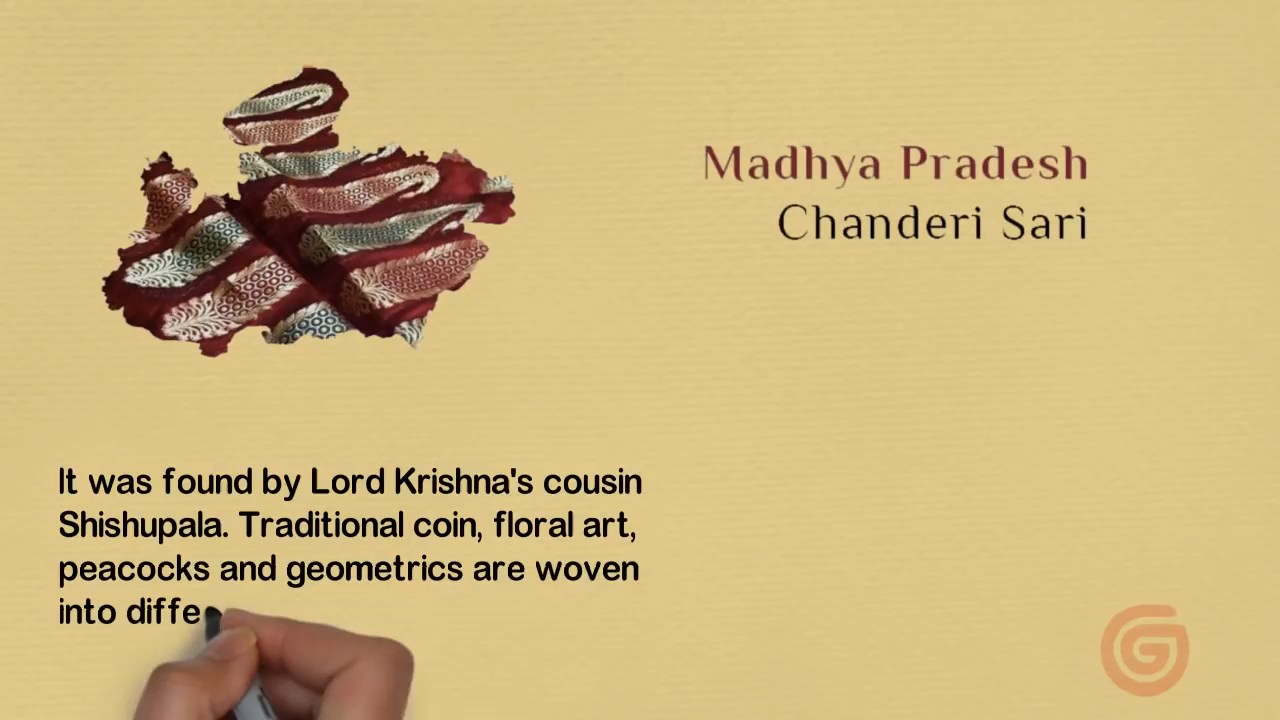 Madhya Pradesh
Chanderi Sari
It was found by Lord Krishna's cousin
Shishupala. Traditional coin, floral art,
peacocks and geometrics are woven
into diffe